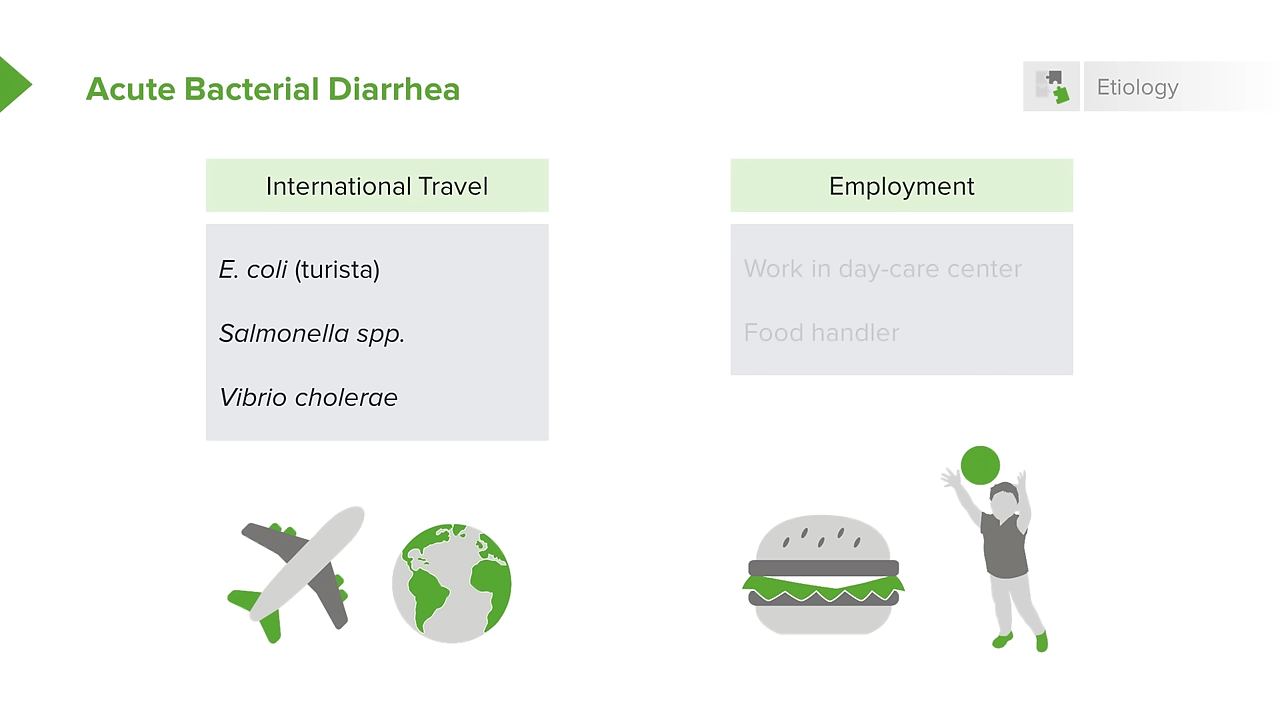 Acute Bacterial Diarrhea
Etiology
International Travel
E. coli (turista)
Salmonella spp.
Vibrio cholerae
Employment
Work in day-care center
Food handler